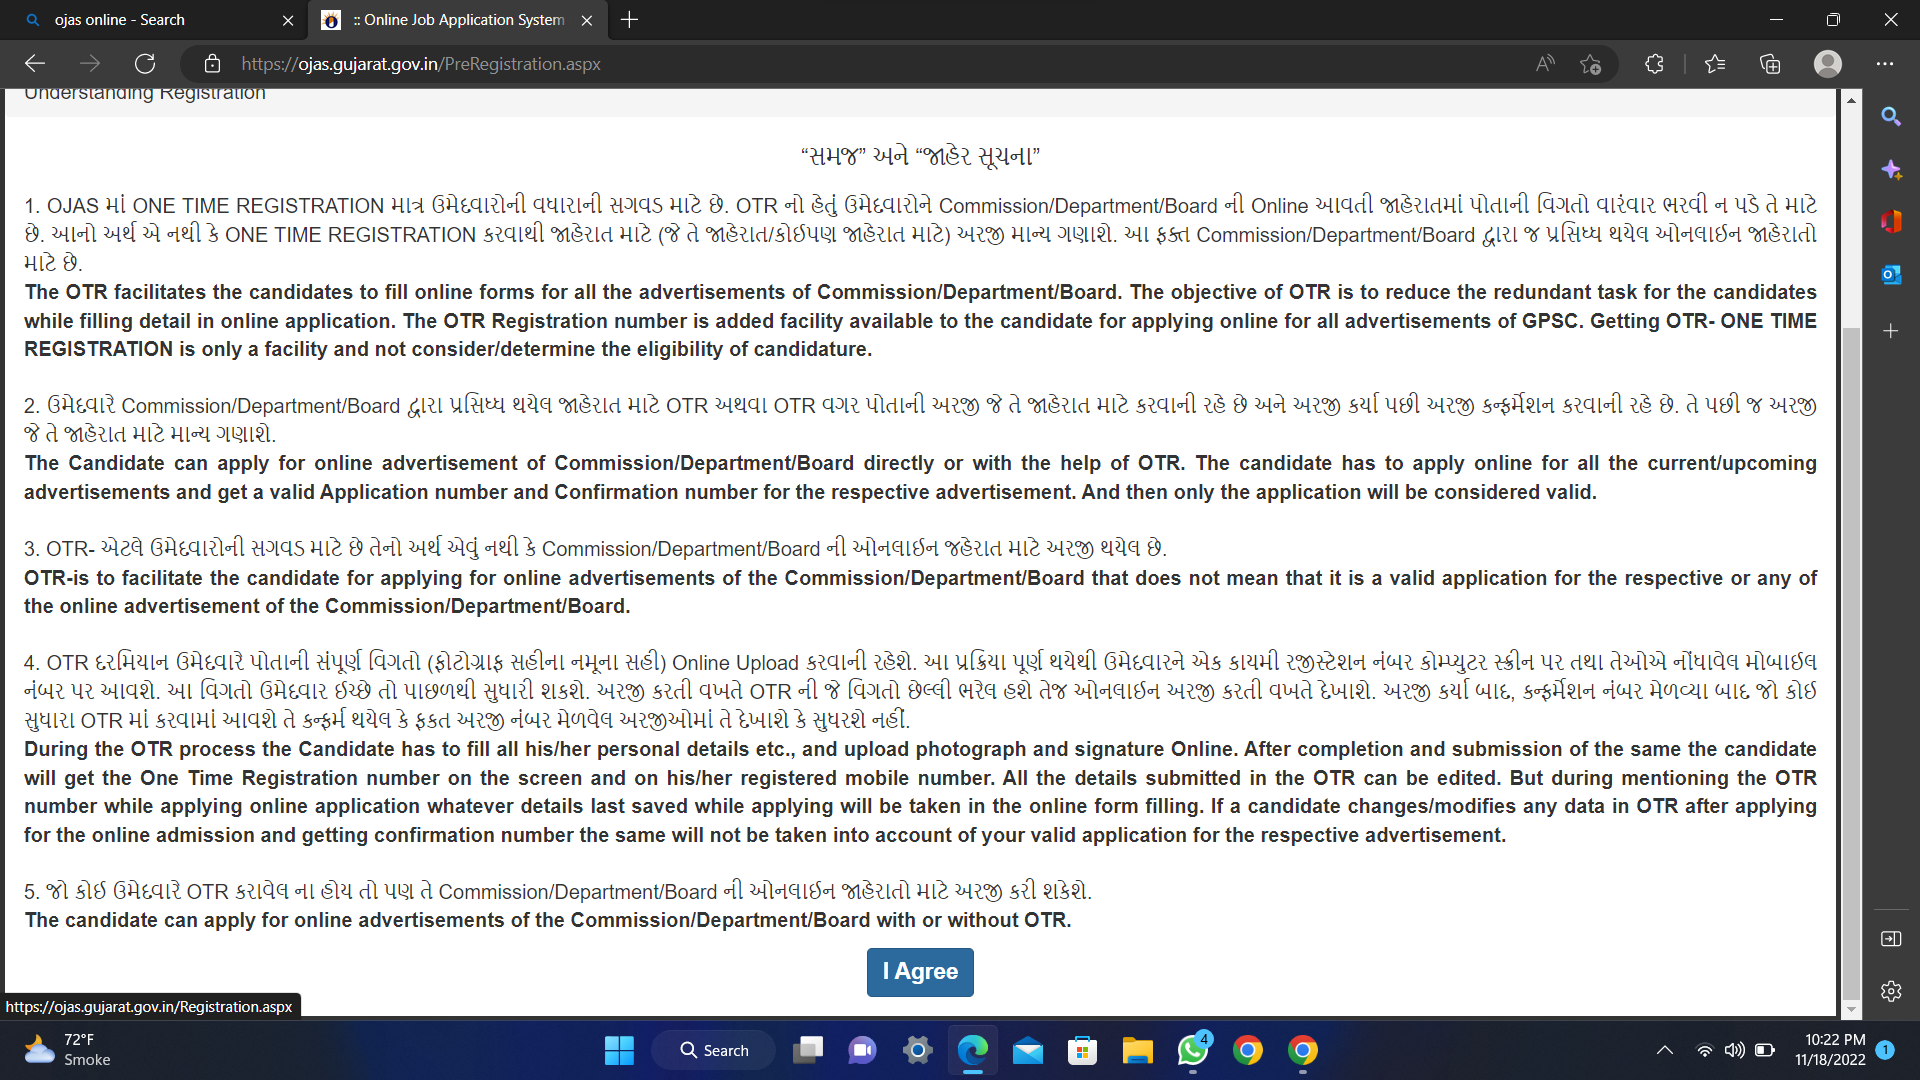 ojas online - Search
:: Online Job Application System
https://ojas.gujarat.gov.in/PreRegistration.aspx
Understanding Registration
“સમજ” અને “જાહેર સૂચના”
1. OJAS માં ONE TIME REGISTRATION માત્ર ઉમેદવારોની વધારાની સગવડ માટે છે. OTR નો હેતું ઉમેદવારોને Commission/Department/Board ની Online આવતી જાહેરાતમાં પોતાની વિગતો વારંવાર ભરવી ન પડે તે માટે
છે. આનો અર્થ એ નથી કે ONE TIME REGISTRATION કરવાથી જાહેરાત માટે (જે તે જાહેરાત/કોઈપણ જાહેરાત માટે) અરજી માન્ય ગણાશે. આ ફક્ત Commission/Department/Board દ્વારા જ પ્રસિધ્ધ થયેલ ઓનલાઈન જાહેરાતો
માટે છે.
The OTR facilitates the candidates to fill online forms for all the advertisements of Commission/Department/Board. The objective of OTR is to reduce the redundant task for the candidates
while filling detail in online application. The OTR Registration number is added facility available to the candidate for applying online for all advertisements of GPSC. Getting OTR- ONE TIME
REGISTRATION is only a facility and not consider/determine the eligibility of candidature.
2. ઉમેદવારે Commission/Department/Board દ્વારા પ્રસિધ્ધ થયેલ જાહેરાત માટે OTR અથવા OTR વગર પોતાની અરજી જે તે જાહેરાત માટે કરવાની રહે છે અને અરજી કર્યા પછી અરજી કન્ફર્મેશન કરવાની રહે છે. તે પછી જ અરજી
જે તે જાહેરાત માટે માન્ય ગણાશે.
The Candidate can apply for online advertisement of Commission/Department/Board directly or with the help of OTR. The candidate has to apply online for all the current/upcoming
advertisements and get a valid Application number and Confirmation number for the respective advertisement. And then only the application will be considered valid.
3. OTR- એટલે ઉમેદવારોની સગવડ માટે છે તેનો અર્થ એવું નથી કે Commission/Department/Board ની ઓનલાઈન જહેરાત માટે અરજી થયેલ છે.
OTR-is to facilitate the candidate for applying for online advertisements of the Commission/Department/Board that does not mean that it is a valid application for the respective or any of
the online advertisement of the Commission/Department/Board.
4. OTR દરમિયાન ઉમેદવારે પોતાની સંપૂર્ણ વિગતો (ફોટોગ્રાફ સહીના નમૂના સહી) Online Upload કરવાની રહેશે. આ પ્રક્રિયા પૂર્ણ થયેથી ઉમેદવારને એક કાયમી રજીસ્ટેશન નંબર કોમ્પ્યુટર સ્ક્રીન પર તથા તેઓએ નોંધાવેલ મોબાઈલ
નંબર પર આવશે. આ વિગતો ઉમેદવાર ઈચ્છે તો પાછળથી સુધારી શકશે. અરજી કરતી વખતે OTR ની જે વિગતો છેલ્લી ભરેલ હશે તેજ ઓનલાઈન અરજી કરતી વખતે દેખાશે. અરજી કર્યા બાદ, કન્ફર્મેશન નંબર મેળવ્યા બાદ જો કોઈ
સુધારા OTR માં કરવામાં આવશે તે કન્ફર્મ થયેલ કે ફકત અરજી નંબર મેળવેલ અરજીઓમાં તે દેખાશે કે સુધરશે નહીં.
During the OTR process the Candidate has to fill all his/her personal details etc., and upload photograph and signature Online. After completion and submission of the same the candidate
will get the One Time Registration number on the screen and on his/her registered mobile number. All the details submitted in the OTR can be edited. But during mentioning the OTR
number while applying online application whatever details last saved while applying will be taken in the online form filling. If a candidate changes/modifies any data in OTR after applying
for the online admission and getting confirmation number the same will not be taken into account of your valid application for the respective advertisement.
5. જો કોઈ ઉમેદવારે OTR કરાવેલ ના હોય તો પણ તે Commission/Department/Board ની ઓનલાઈન જાહેરાતો માટે અરજી કરી શકેશે.
The candidate can apply for online advertisements of the Commission/Department/Board with or without OTR.
I Agree
https://ojas.gujarat.gov.in/Registration.aspx
72°F
Smoke
Search
4
10:22 PM
11/18/2022
1